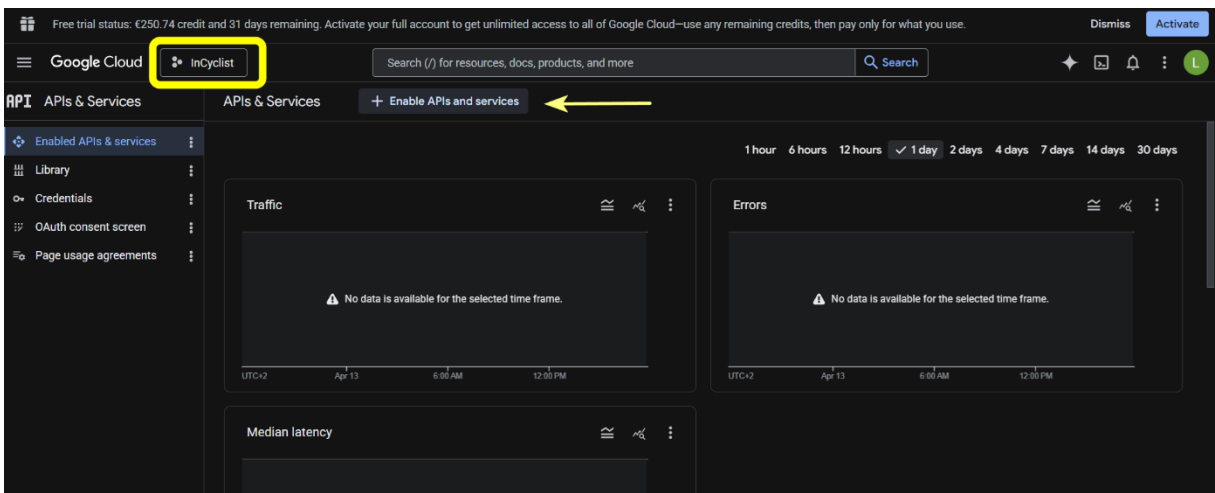 Free trial status: €250.74 credit and 31 days remaining. Activate your full account to get unlimited access to all of Google Cloud—use any remaining credits, then pay only for what you use.
Dismiss
Activate
Google Cloud
InCyclist
Search (/) for resources, docs, products, and more
Search
L
API APIs & Services
APIs & Services
+ Enable APIs and services
Enabled APIs & services
Library
Credentials
OAuth consent screen
Page usage agreements
1 hour 6 hours 12 hours 1 day 2 days 4 days 7 days 14 days 30 days
Traffic
No data is available for the selected time frame.
UTC+2 Apr 13 6:00 AM 12:00 PM
Errors
No data is available for the selected time frame.
UTC+2 Apr 13 6:00 AM 12:00 PM
Median latency